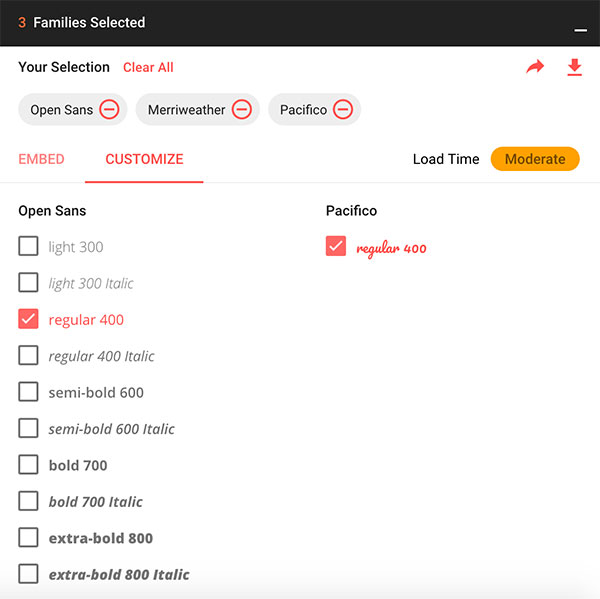 3 Families Selected
Your Selection Clear All
Open Sans Merriweather Pacifico
EMBED CUSTOMIZE Load Time Moderate
Open Sans Pacifico
light 300 regular 400
light 300 Italic
regular 400
regular 400 Italic
semi-bold 600
semi-bold 600 Italic
bold 700
bold 700 Italic
extra-bold 800
extra-bold 800 Italic